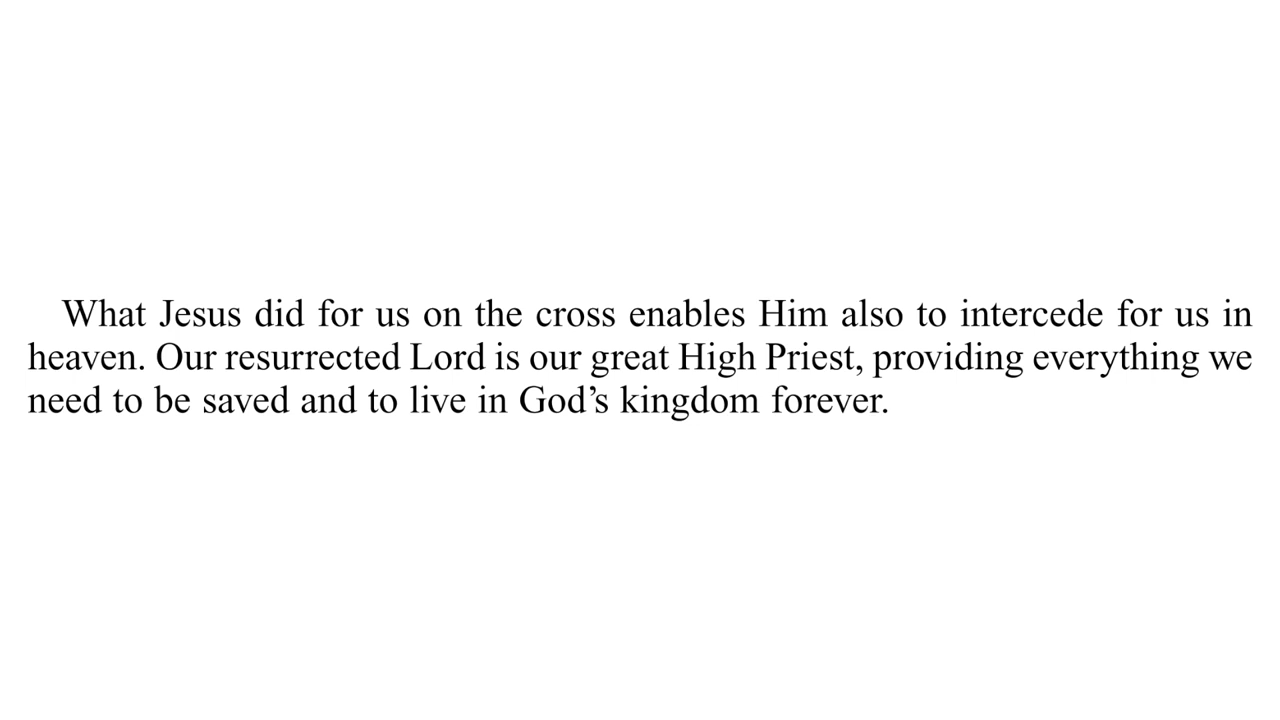 What Jesus did for us on the cross enables Him also to intercede for us in
heaven. Our resurrected Lord is our great High Priest, providing everything we
need to be saved and to live in God’s kingdom forever.